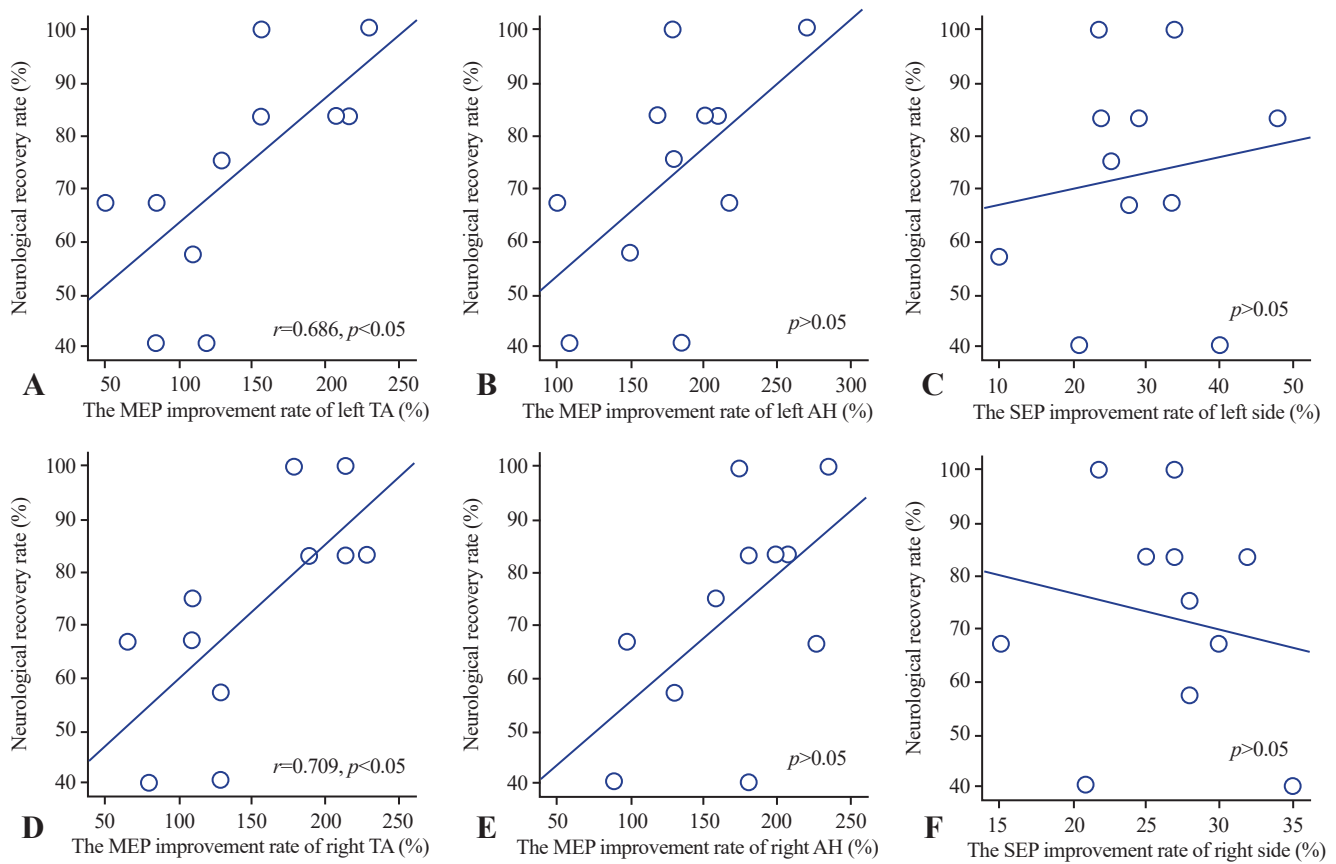 Neurological recovery rate (%)
100
90
80
70
60
50
40
r=0.686, p<0.05
50 100 150 200 250
A
The MEP improvement rate of left TA (%)
Neurological recovery rate (%)
100
90
80
70
60
50
40
p>0.05
100 150 200 250 300
B
The MEP improvement rate of left AH (%)
Neurological recovery rate (%)
100
90
80
70
60
50
40
p>0.05
10 20 30 40 50
C
The SEP improvement rate of left side (%)
Neurological recovery rate (%)
100
90
80
70
60
50
40
r=0.709, p<0.05
50 100 150 200 250
D
The MEP improvement rate of right TA (%)
Neurological recovery rate (%)
100
90
80
70
60
50
40
p>0.05
50 100 150 200 250
E
The MEP improvement rate of right AH (%)
Neurological recovery rate (%)
100
90
80
70
60
50
40
p>0.05
15 20 25 30 35
F
The SEP improvement rate of right side (%)